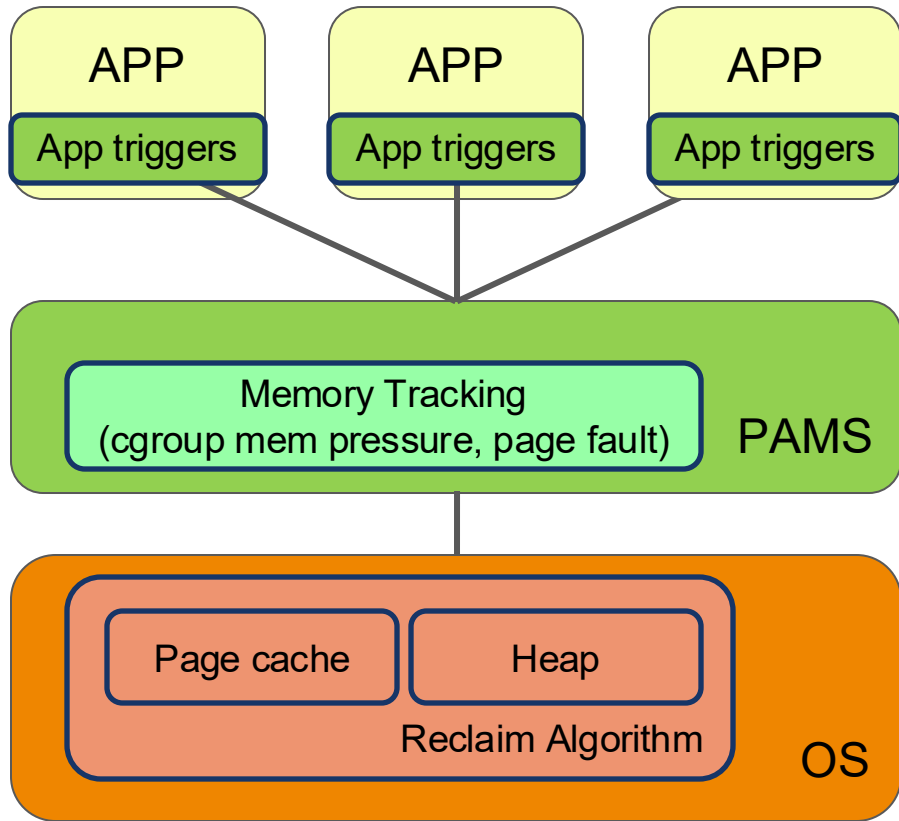 APP
APP
APP
App triggers
App triggers
App triggers
Memory Tracking
(cgroup mem pressure, page fault)
PAMS
Page cache
Heap
Reclaim Algorithm
OS